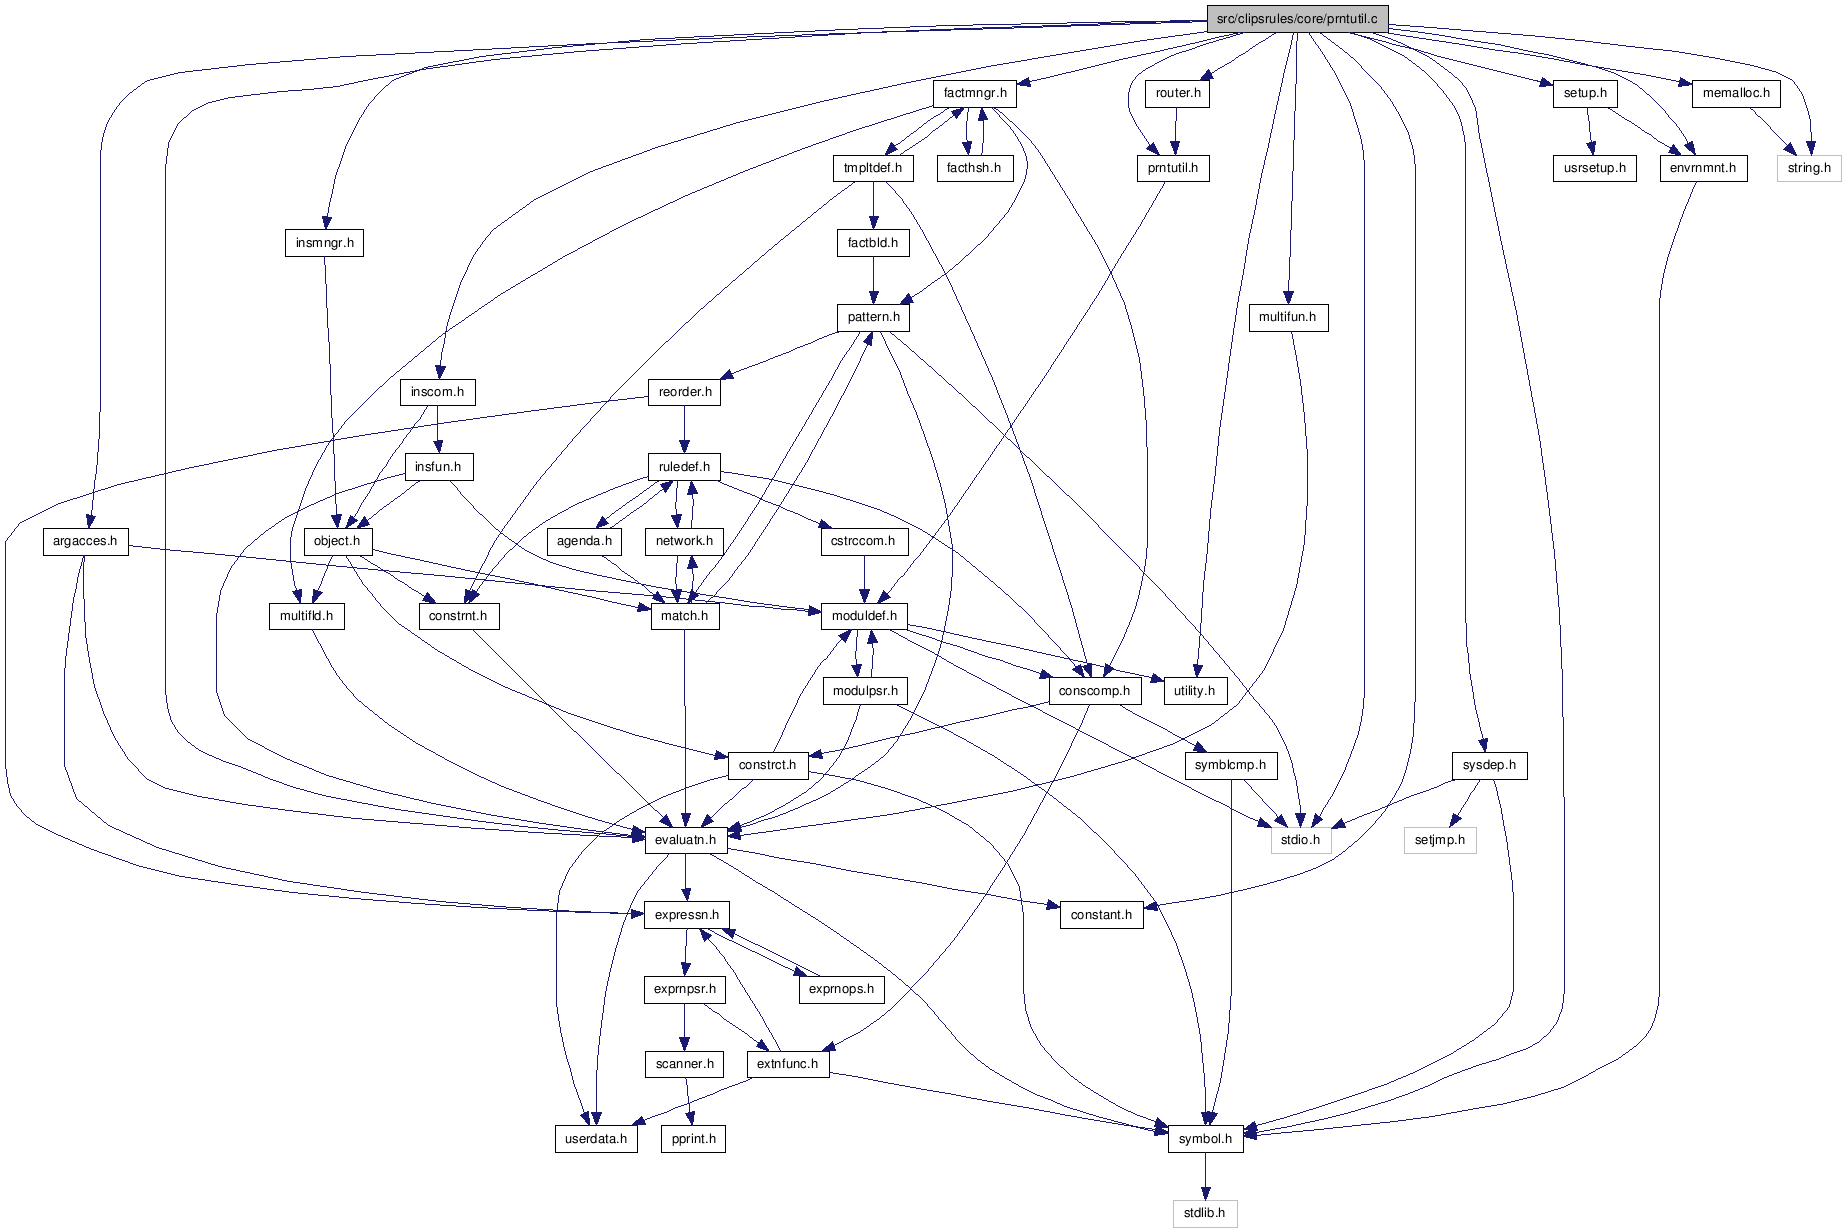 src/clipsrules/core/prntutil.c
factmngr.h
router.h
setup.h
memalloc.h
tmpltdef.h
facthsh.h
prntutil.h
usrsetup.h
envrnmnt.h
string.h
insmngr.h
factbld.h
pattern.h
multifun.h
inscom.h
reorder.h
insfun.h
ruledef.h
argacces.h
object.h
agenda.h
network.h
cstrccom.h
multifld.h
constrnt.h
match.h
moduldef.h
modulpsr.h
conscomp.h
utility.h
constrct.h
symblcmp.h
sysdep.h
evaluatn.h
stdio.h
setjmp.h
expressn.h
constant.h
exprnpsr.h
exprnops.h
scanner.h
extnfunc.h
userdata.h
pprint.h
symbol.h
stdlib.h